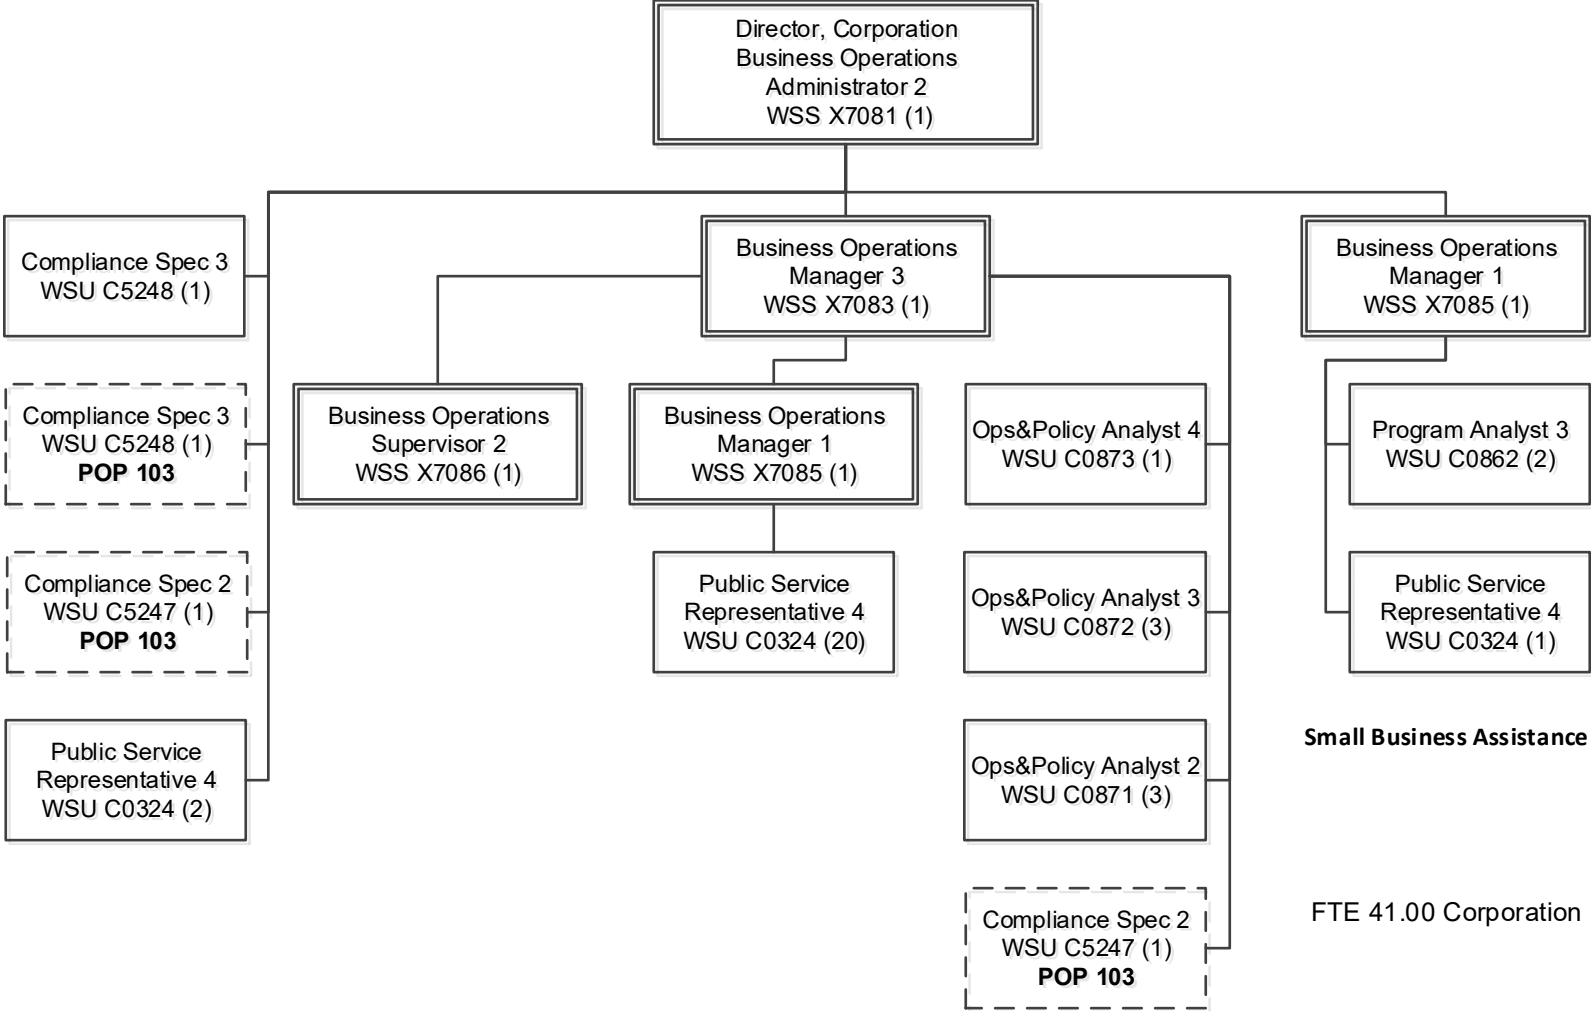 Director, Corporation
Business Operations
Administrator 2
WSS X7081 (1)
Compliance Spec 3
WSU C5248 (1)
Business Operations
Manager 3
WSS X7083 (1)
Business Operations
Manager 1
WSS X7085 (1)
Compliance Spec 3
WSU C5248 (1)
POP 103
Business Operations
Supervisor 2
WSS X7086 (1)
Business Operations
Manager 1
WSS X7085 (1)
Ops&Policy Analyst 4
WSU C0873 (1)
Program Analyst 3
WSU C0862 (2)
Compliance Spec 2
WSU C5247 (1)
POP 103
Public Service
Representative 4
WSU C0324 (20)
Ops&Policy Analyst 3
WSU C0872 (3)
Public Service
Representative 4
WSU C0324 (1)
Public Service
Representative 4
WSU C0324 (2)
Ops&Policy Analyst 2
WSU C0871 (3)
Small Business Assistance
Compliance Spec 2
WSU C5247 (1)
POP 103
FTE 41.00 Corporation